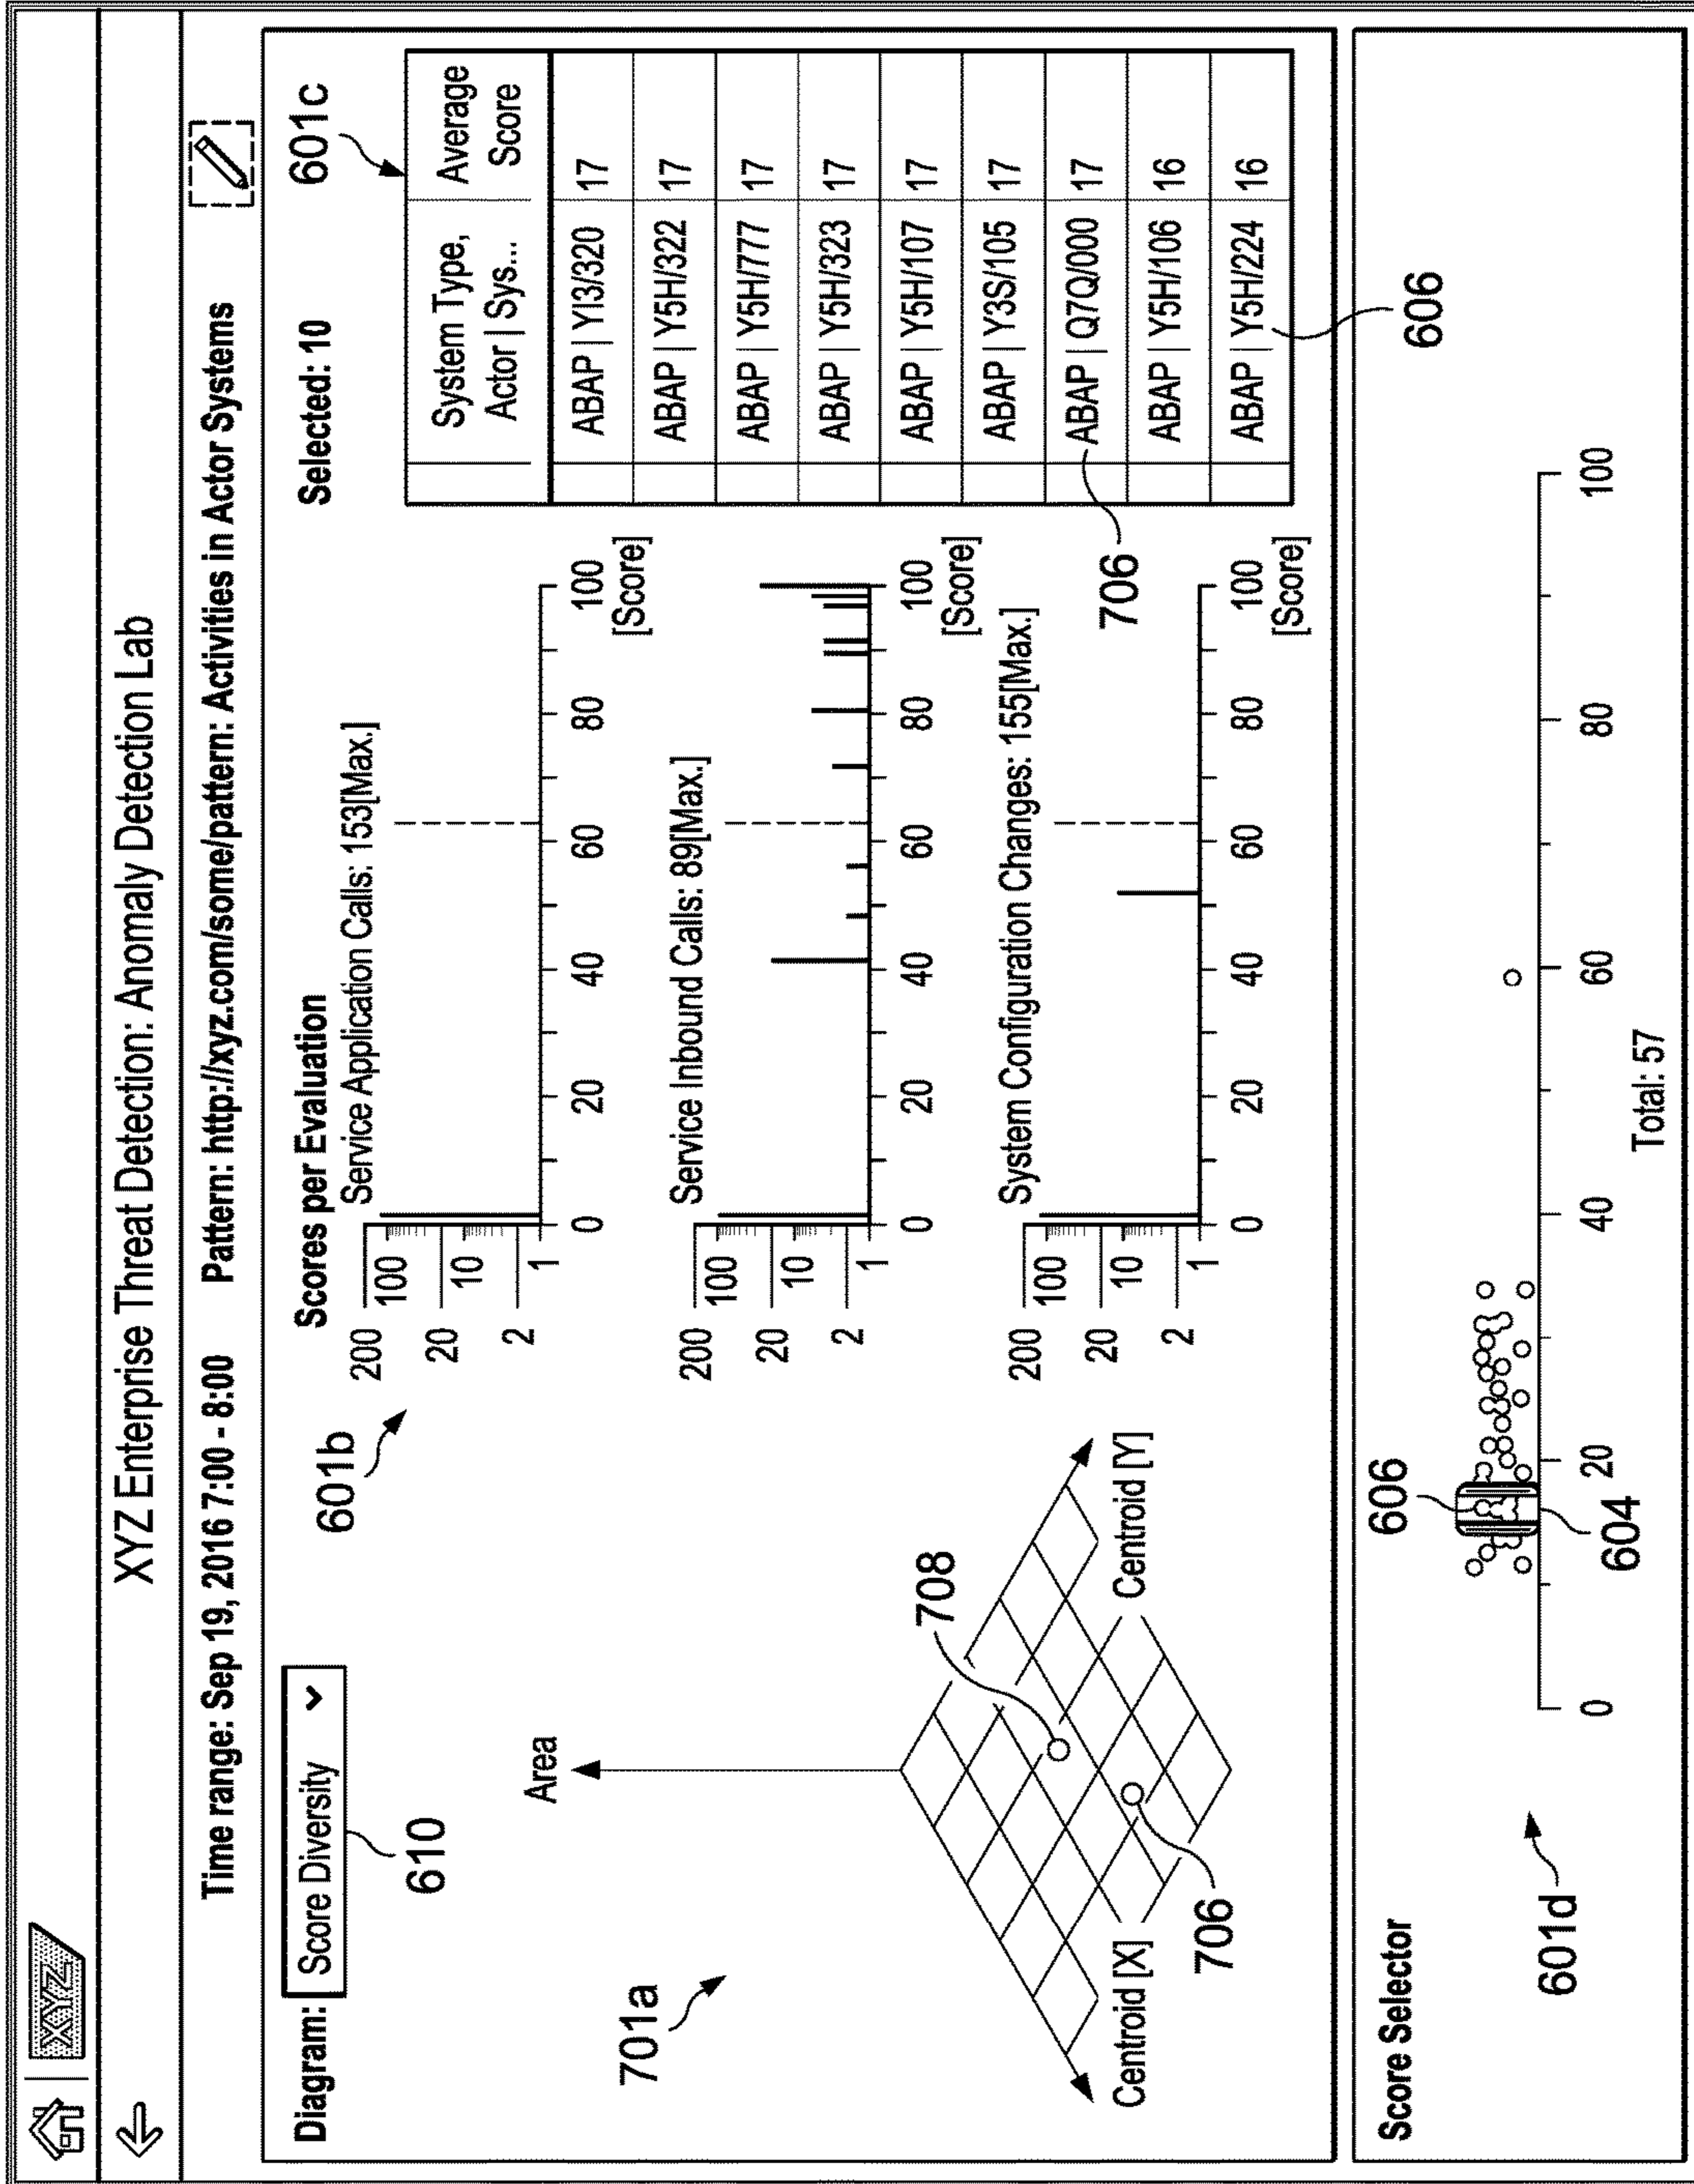 XYZ
XYZ Enterprise Threat Detection: Anomaly Detection Lab
Time range: Sep 19, 2016 7:00 - 8:00 Pattern: http://xyz.com/some/pattern: Activities in Actor Systems
Diagram: Score Diversity
610
701a
Area
Centroid [X]
Centroid [Y]
708
706
601b
Scores per Evaluation
Service Application Calls: 153[Max.]
200
100
20
10
2
1
0 20 40 60 80 100
[Score]
Service Inbound Calls: 89[Max.]
200
100
20
10
2
1
0 20 40 60 80 100
[Score]
System Configuration Changes: 155[Max.]
200
100
20
10
2
1
0 20 40 60 80 100
[Score]
Selected: 10
601c
System Type, Average
Actor | Sys... Score
ABAP | YI3/320 17
ABAP | Y5H/322 17
ABAP | Y5H/777 17
ABAP | Y5H/323 17
ABAP | Y5H/107 17
ABAP | Y3S/105 17
ABAP | Q7Q/000 17
ABAP | Y5H/106 16
ABAP | Y5H/224 16
706
606
Score Selector
601d
606
604
0 20 40 60 80 100
Total: 57